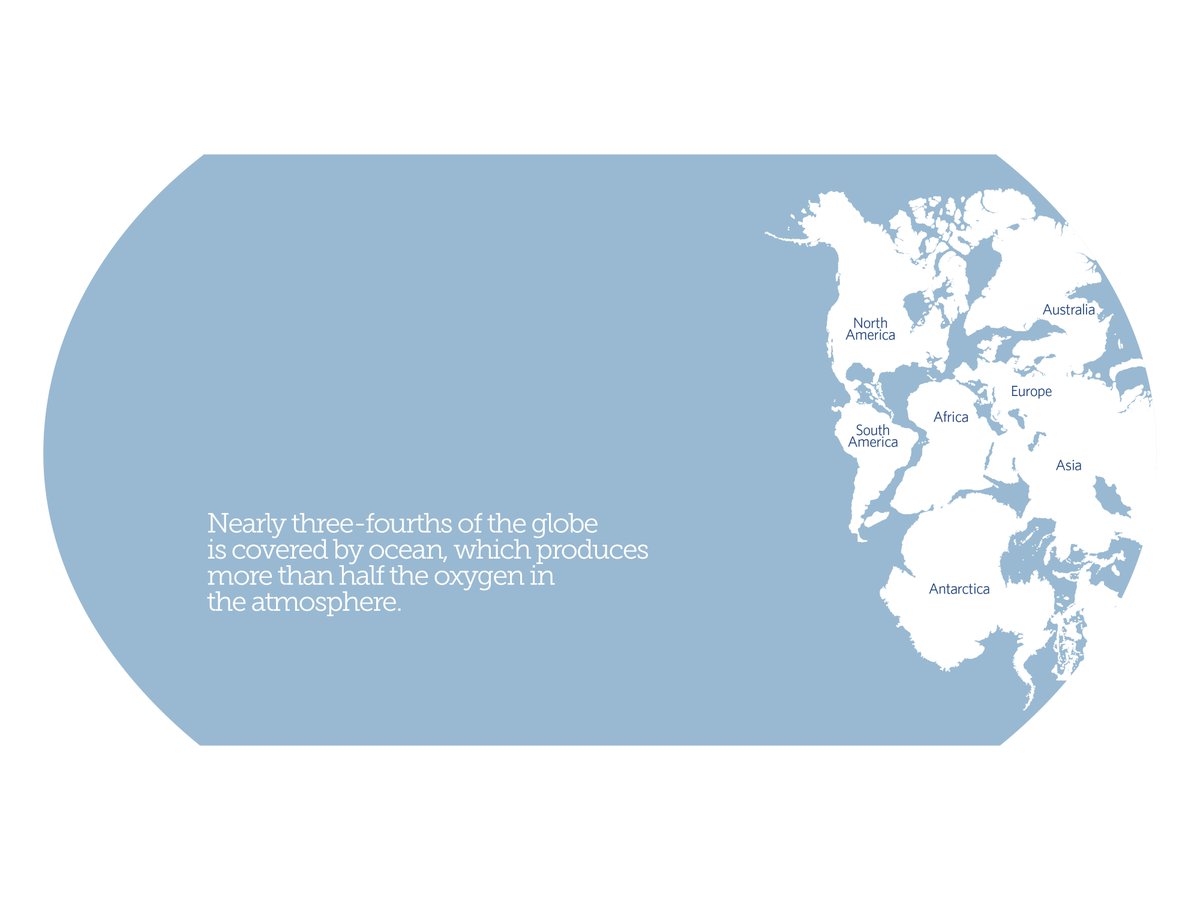 Australia
North
America
Europe
Africa
South
America
Asia
Nearly three-fourths of the globe
is covered by ocean, which produces
more than half the oxygen in
the atmosphere.
Antarctica